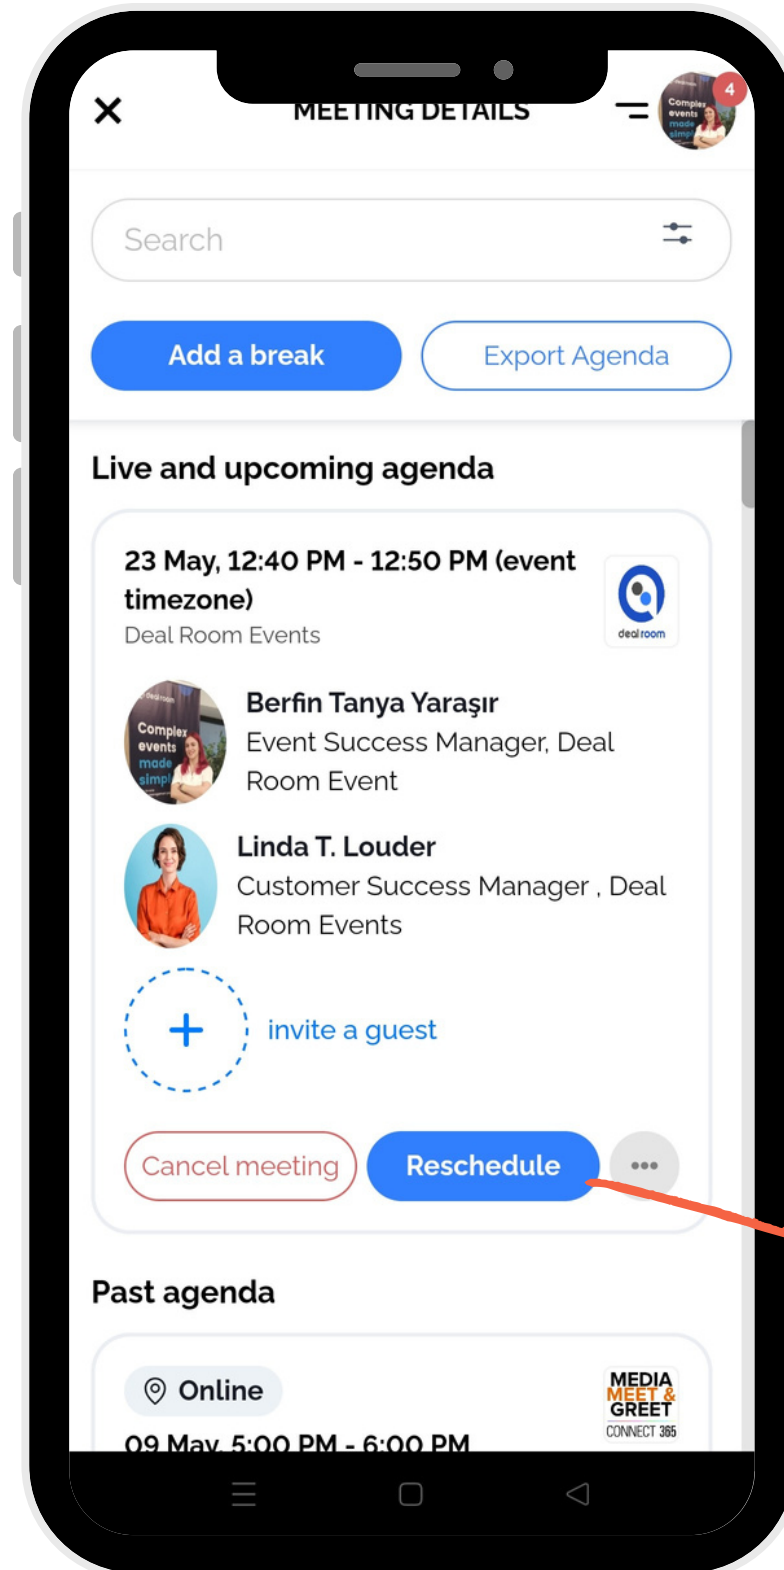 MEETING DETAILS
4
Complex
events
made
simpl
Search
Add a break
Export Agenda
Live and upcoming agenda
23 May, 12:40 PM - 12:50 PM (event
timezone)
Deal Room Events
deal room
Complex
events
made
simpl
Berfin Tanya Yaraşır
Event Success Manager, Deal
Room Event
Linda T. Louder
Customer Success Manager , Deal
Room Events
invite a guest
Cancel meeting
Reschedule
Past agenda
Online
MEDIA
MEET &
GREET
CONNECT 365
09 May, 5:00 PM - 6:00 PM